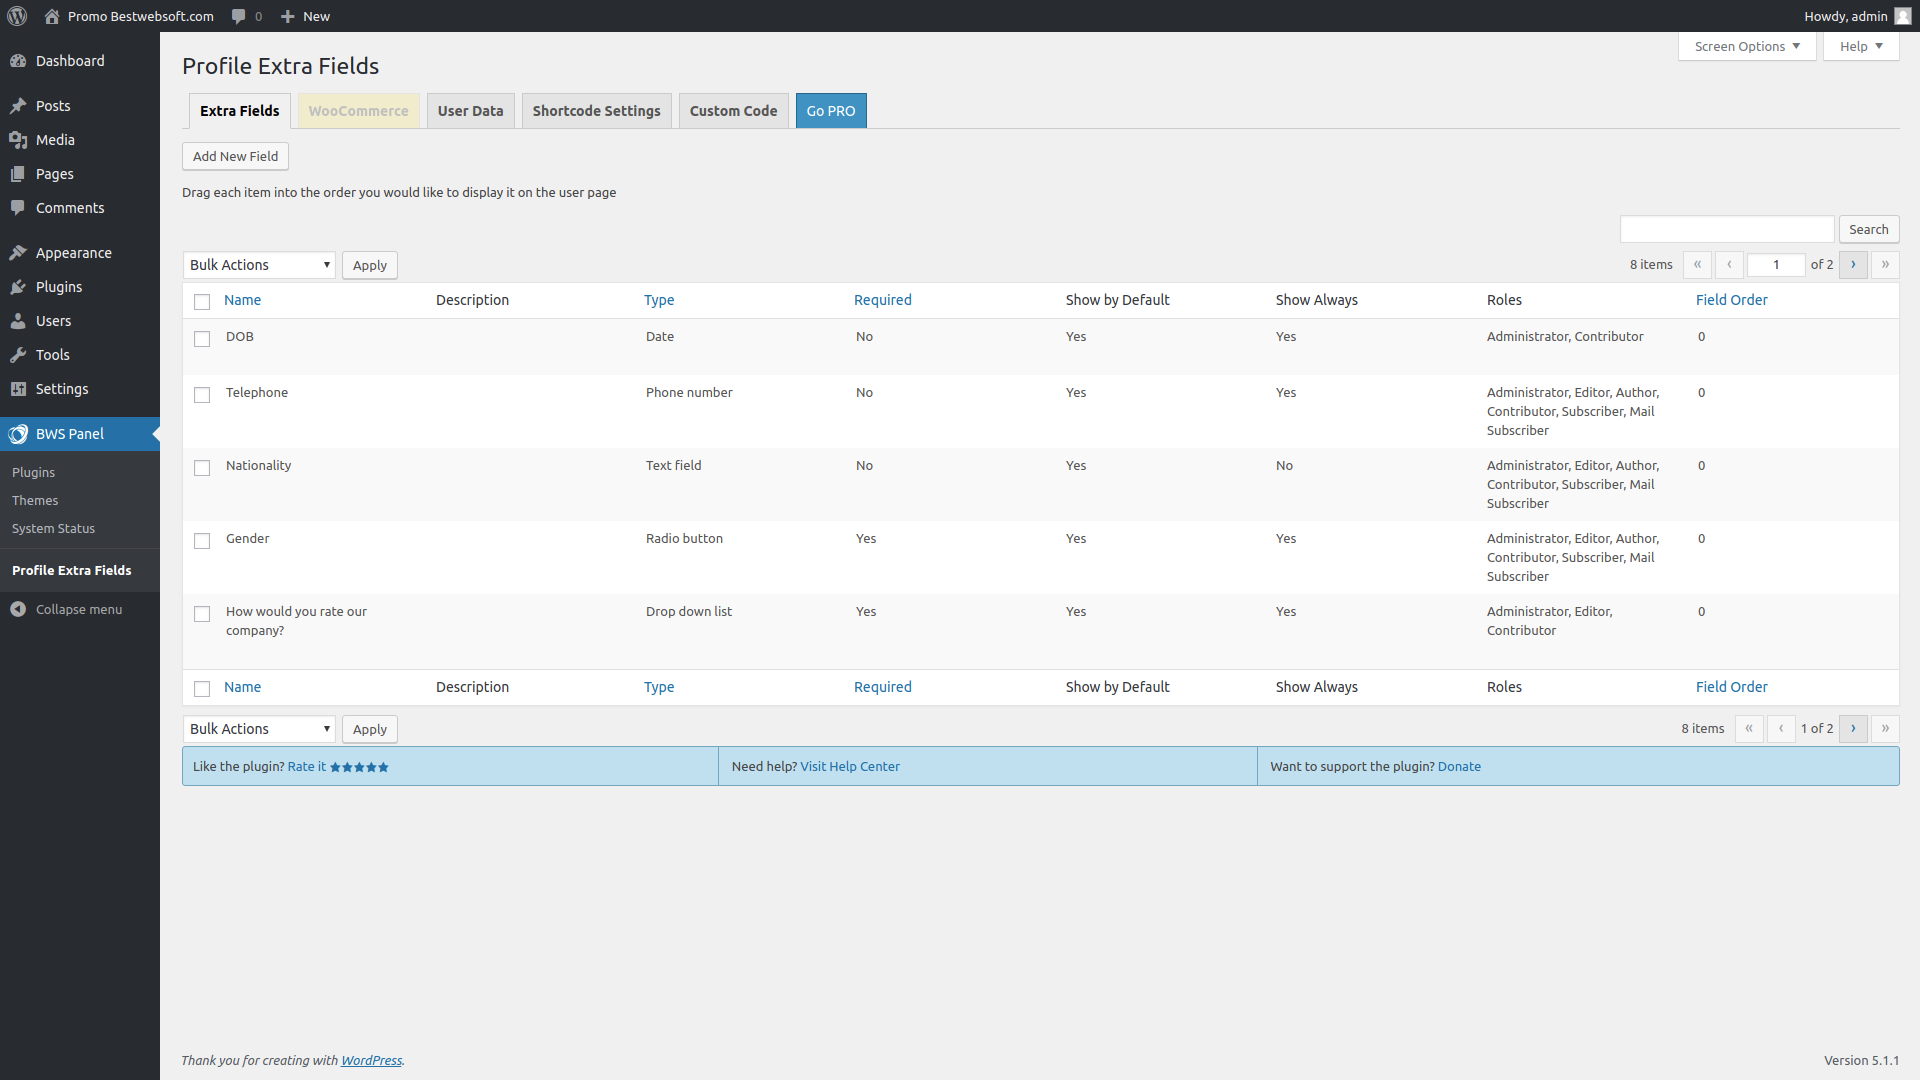 Promo Bestwebsoft.com 0 New Howdy, admin
Dashboard
Posts
Media
Pages
Comments
Appearance
Plugins
Users
Tools
Settings
BWS Panel
Plugins
Themes
System Status
Profile Extra Fields
Collapse menu
Screen Options ▼ Help ▼
Profile Extra Fields
Extra Fields WooCommerce User Data Shortcode Settings Custom Code Go PRO
Add New Field
Drag each item into the order you would like to display it on the user page
Search
Bulk Actions Apply 8 items « ‹ 1 of 2 › »
Name Description Type Required Show by Default Show Always Roles Field Order
DOB Date No Yes Yes Administrator, Contributor 0
Telephone Phone number No Yes Yes Administrator, Editor, Author, 0
Contributor, Subscriber, Mail
Subscriber
Nationality Text field No Yes No Administrator, Editor, Author, 0
Contributor, Subscriber, Mail
Subscriber
Gender Radio button Yes Yes Yes Administrator, Editor, Author, 0
Contributor, Subscriber, Mail
Subscriber
How would you rate our Drop down list Yes Yes Yes Administrator, Editor, 0
company? Contributor
Name Description Type Required Show by Default Show Always Roles Field Order
Bulk Actions Apply 8 items « ‹ 1 of 2 › »
Like the plugin? Rate it ★★★★★ Need help? Visit Help Center Want to support the plugin? Donate
Thank you for creating with WordPress. Version 5.1.1